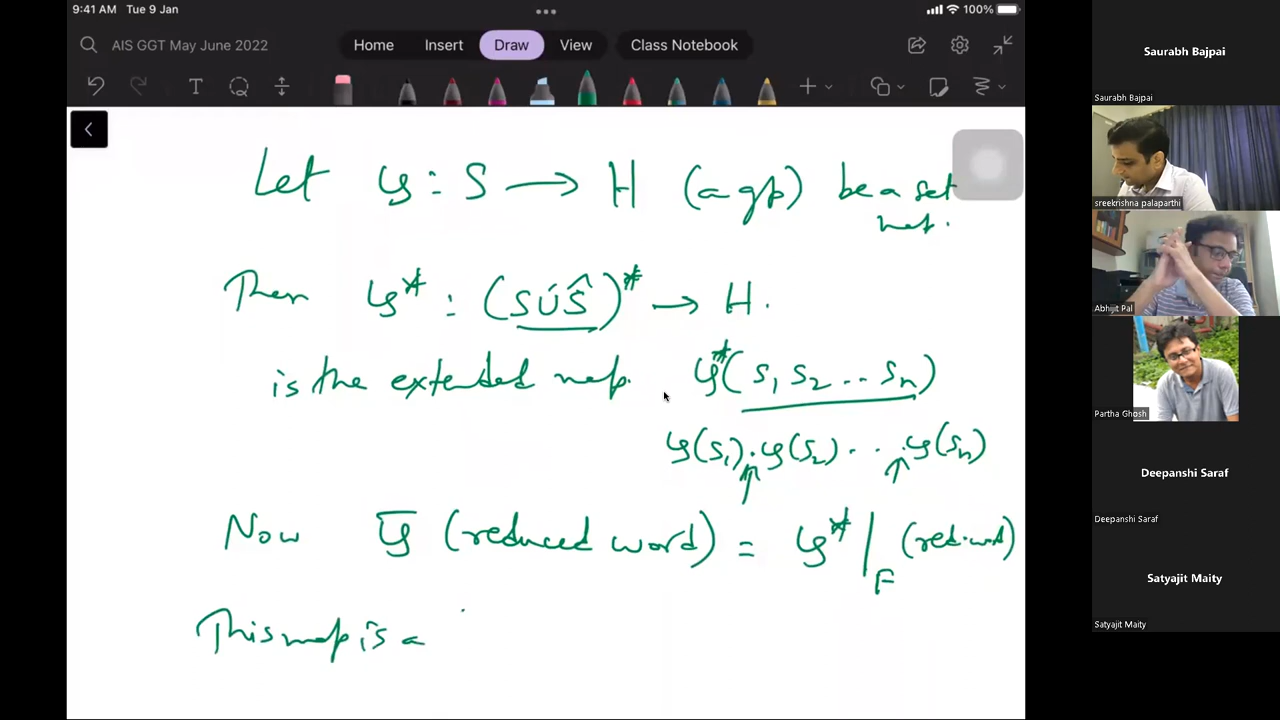 9:41 AM Tue 9 Jan
100%
AIS GGT May June 2022
Home Insert Draw View Class Notebook
Let φ : S → H (a gp) be a set
map.
Then φ* : (S ∪̇ Ŝ)* → H.
is the extended map. φ*(s₁ s₂ .. sₙ)
φ(s₁).φ(s₂). . .φ(sₙ)
Now φ̄ (reduced word) = φ*|F (red.wd)
This map is a
Saurabh Bajpai
Saurabh Bajpai
sreekrishna palaparthi
Abhijit Pal
Partha Ghosh
Deepanshi Saraf
Deepanshi Saraf
Satyajit Maity
Satyajit Maity